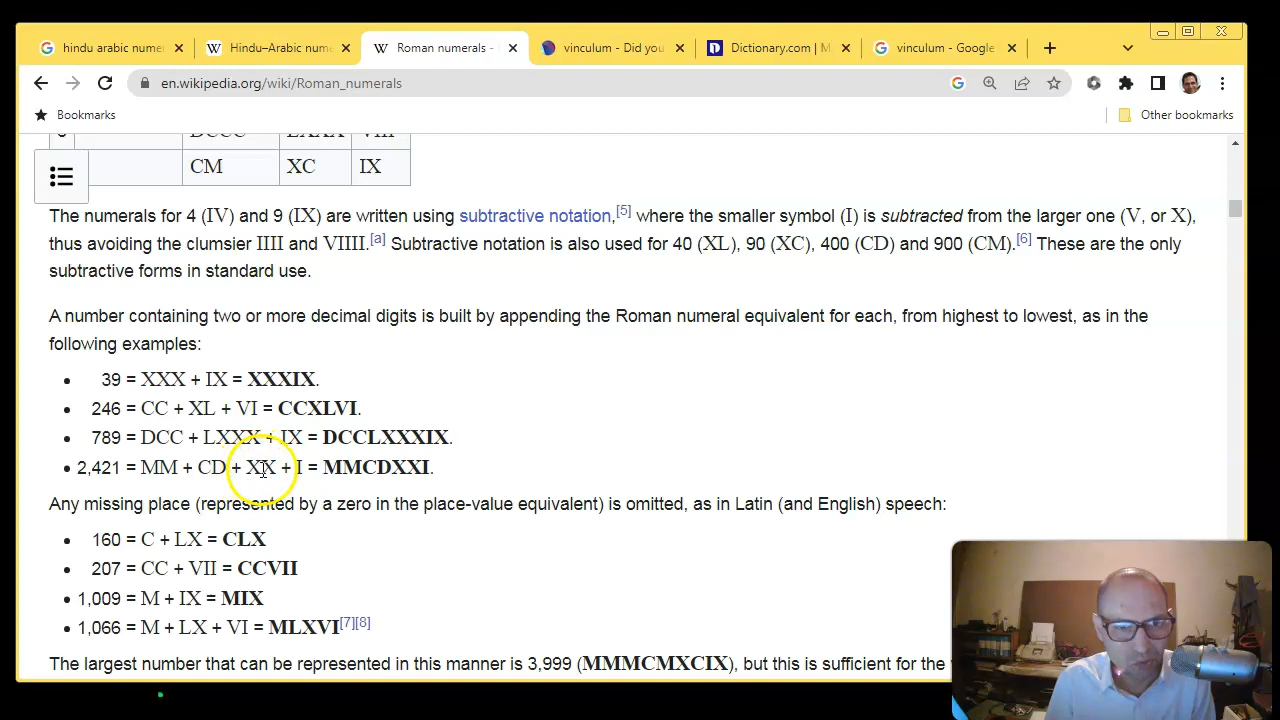 hindu arabic nume
Hindu–Arabic num
Roman numerals -
vinculum - Did you
Dictionary.com | M
vinculum - Google
en.wikipedia.org/wiki/Roman_numerals
Bookmarks
Other bookmarks
DCCC LXXX VIII
CM XC IX
The numerals for 4 (IV) and 9 (IX) are written using subtractive notation,[5] where the smaller symbol (I) is subtracted from the larger one (V, or X),
thus avoiding the clumsier IIII and VIIII.[a] Subtractive notation is also used for 40 (XL), 90 (XC), 400 (CD) and 900 (CM).[6] These are the only
subtractive forms in standard use.
A number containing two or more decimal digits is built by appending the Roman numeral equivalent for each, from highest to lowest, as in the
following examples:
• 39 = XXX + IX = XXXIX.
• 246 = CC + XL + VI = CCXLVI.
• 789 = DCC + LXXX + IX = DCCLXXXIX.
• 2,421 = MM + CD + XX + I = MMCDXXI.
Any missing place (represented by a zero in the place-value equivalent) is omitted, as in Latin (and English) speech:
• 160 = C + LX = CLX
• 207 = CC + VII = CCVII
• 1,009 = M + IX = MIX
• 1,066 = M + LX + VI = MLXVI[7][8]
The largest number that can be represented in this manner is 3,999 (MMMCMXCIX), but this is sufficient for the